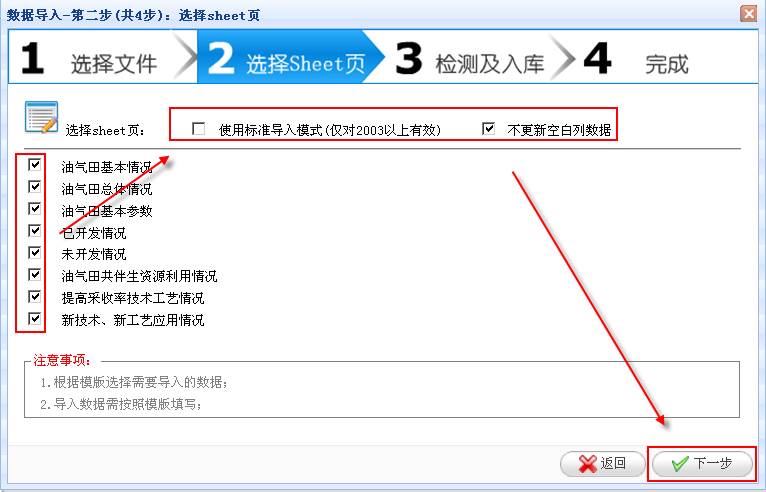 数据导入-第二步(共4步): 选择sheet页
1 选择文件 2 选择Sheet页 3 检测及入库 4 完成
选择sheet页: 使用标准导入模式(仅对2003以上有效) 不更新空白列数据
油气田基本情况
油气田总体情况
油气田基本参数
已开发情况
未开发情况
油气田共伴生资源利用情况
提高采收率技术工艺情况
新技术、新工艺应用情况
注意事项:
1.根据模版选择需要导入的数据;
2.导入数据需按照模版填写;
返回 下一步